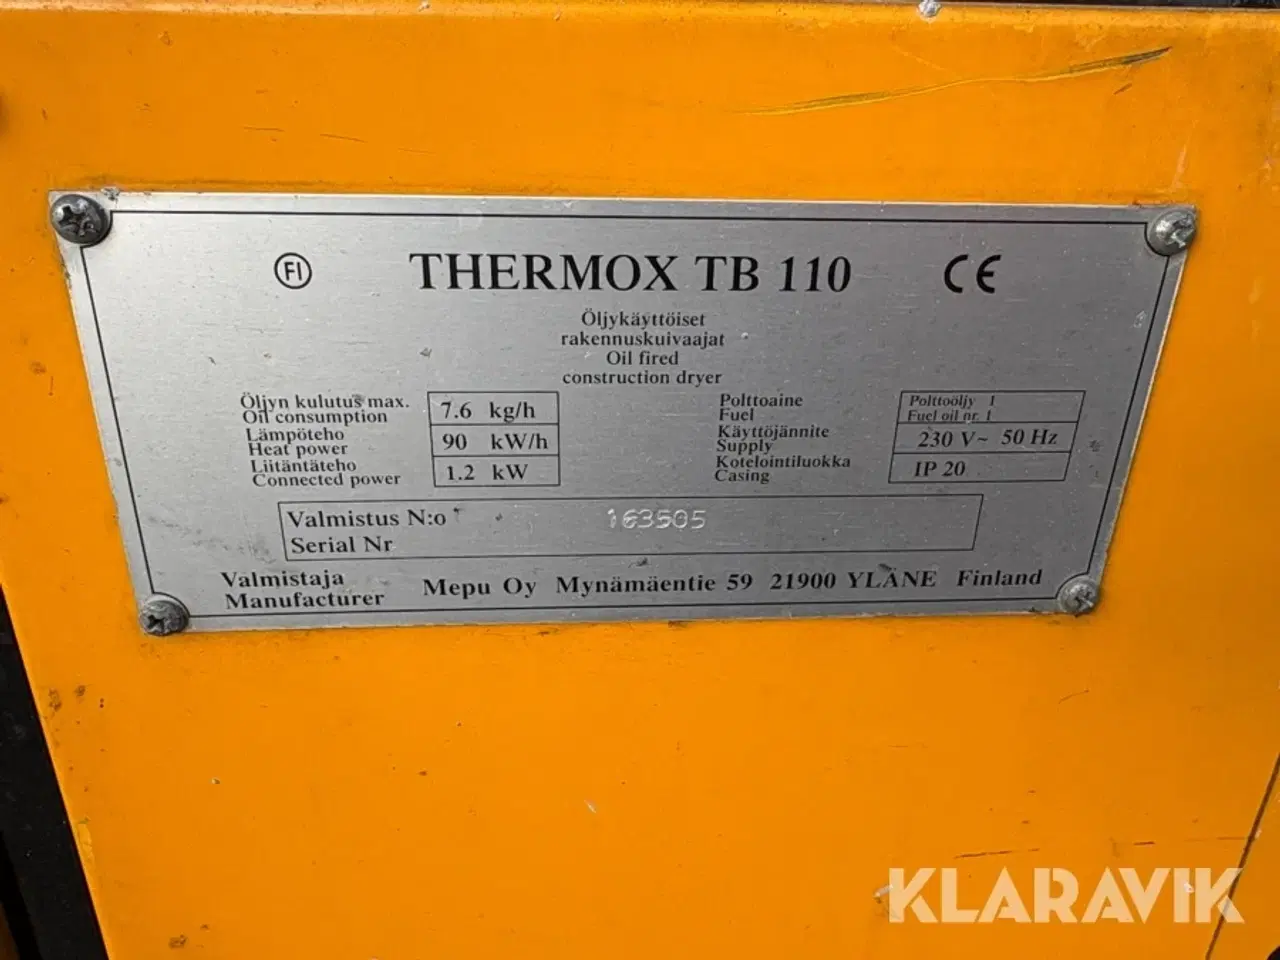 FI THERMOX TB 110 CE
Öljykäyttöiset
rakennuskuivaajat
Oil fired
construction dryer
Öljyn kulutus max.
Oil consumption
7.6 kg/h
Lämpöteho
Heat power
90 kW/h
Liitäntäteho
Connected power
1.2 kW
Polttoaine
Fuel
Polttoöljy 1
Fuel oil nr. 1
Käyttöjännite
Supply
230 V~ 50 Hz
Kotelointiluokka
Casing
IP 20
Valmistus N:o 163505
Serial Nr
Valmistaja
Manufacturer
Mepu Oy Mynämäentie 59 21900 YLÄNE Finland
KLARAVIK